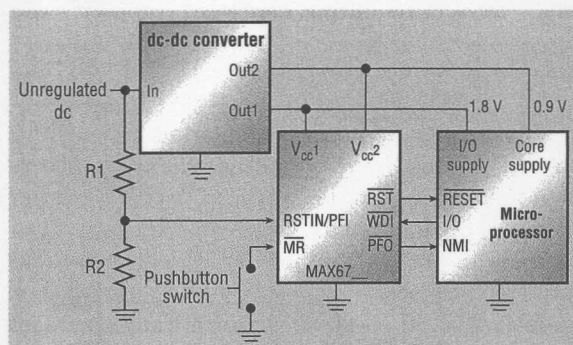 dc-dc converter
Unregulated
dc
In
Out2
Out1
1.8 V
0.9 V
R1
R2
Vcc1
Vcc2
RSTIN/PFI
MR
RST
WDI
PFO
MAX67__
I/O
supply
Core
supply
RESET
I/O
NMI
Micro-
processor
Pushbutton
switch